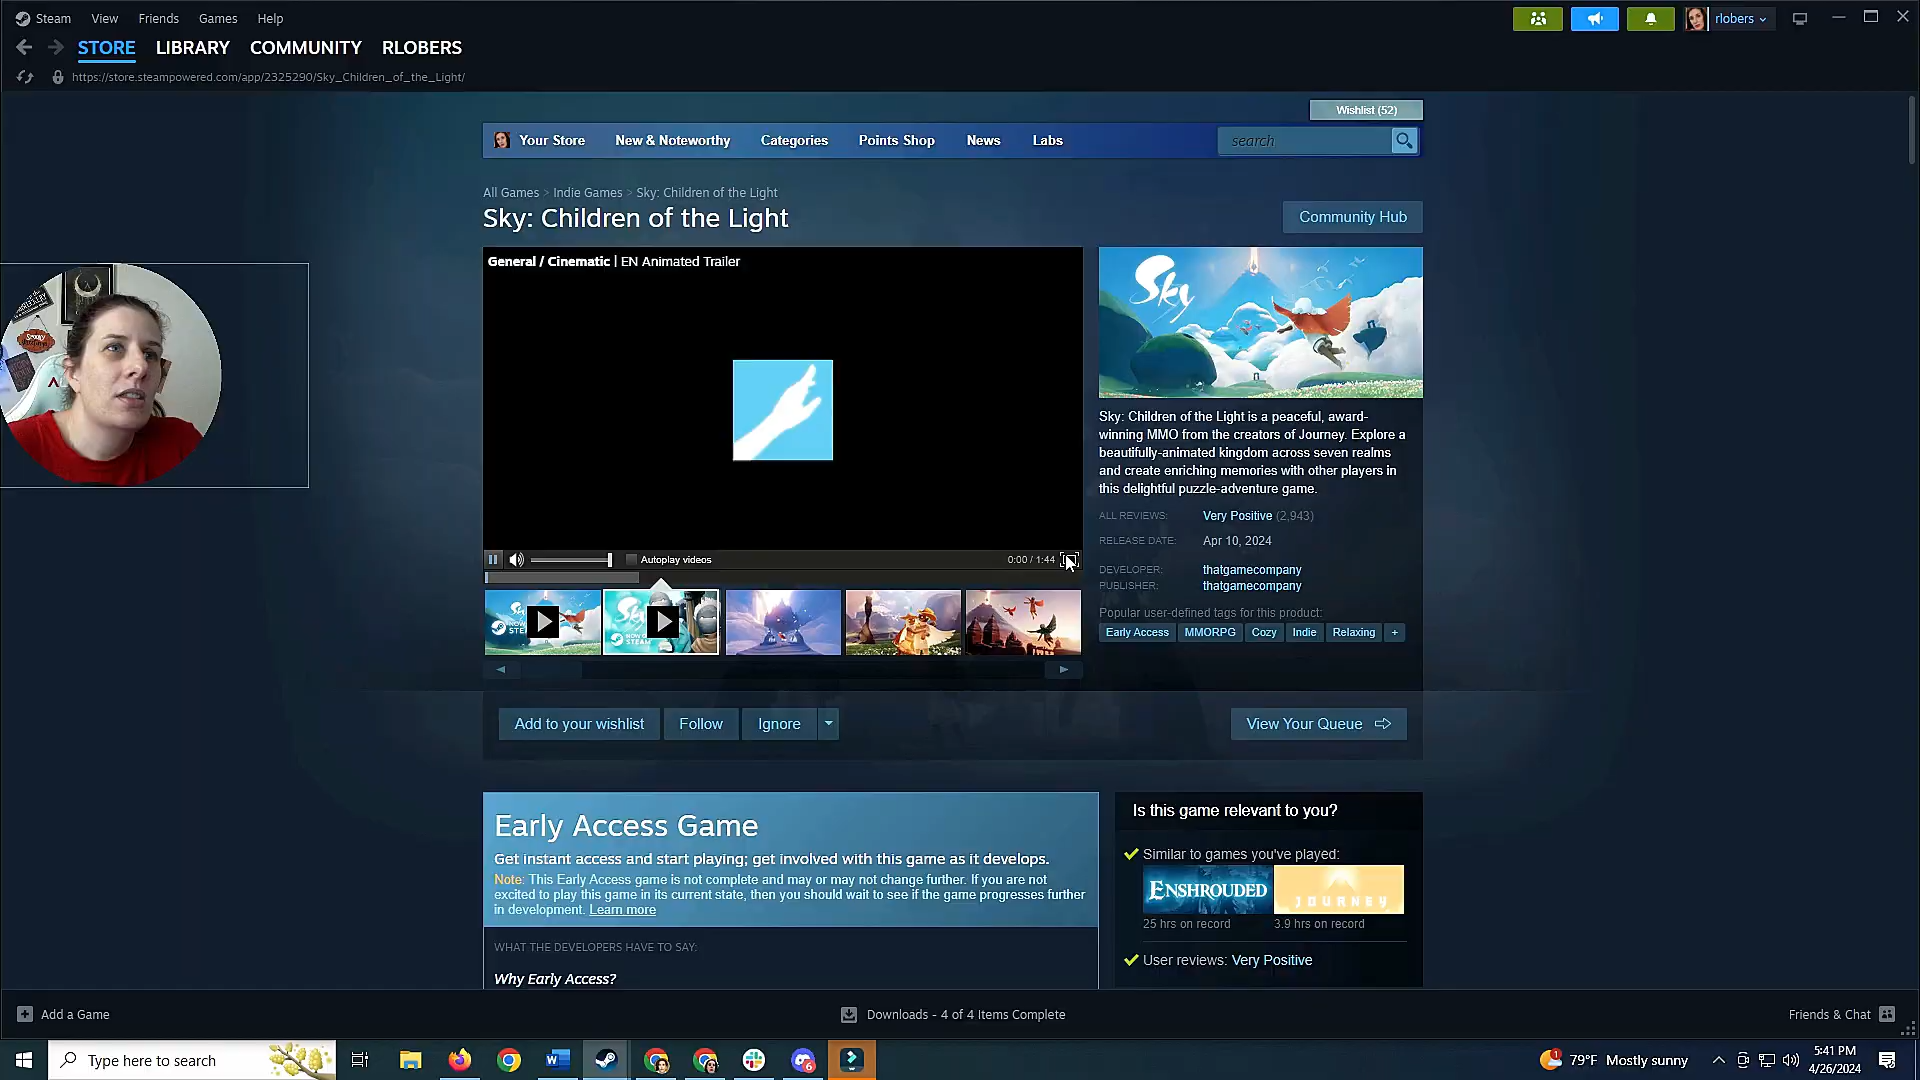 Steam View Friends Games Help
rlobers
STORE LIBRARY COMMUNITY RLOBERS
https://store.steampowered.com/app/2325290/Sky_Children_of_the_Light/
Wishlist (52)
Your Store New & Noteworthy Categories Points Shop News Labs search
All Games > Indie Games > Sky: Children of the Light
Sky: Children of the Light
Community Hub
General / Cinematic | EN Animated Trailer
Sky
Sky: Children of the Light is a peaceful, award-
winning MMO from the creators of Journey. Explore a
beautifully-animated kingdom across seven realms
and create enriching memories with other players in
this delightful puzzle-adventure game.
ALL REVIEWS: Very Positive (2,943)
RELEASE DATE: Apr 10, 2024
DEVELOPER: thatgamecompany
PUBLISHER: thatgamecompany
Popular user-defined tags for this product:
Early Access MMORPG Cozy Indie Relaxing +
Autoplay videos 0:00 / 1:44
Add to your wishlist Follow Ignore View Your Queue
Early Access Game
Get instant access and start playing; get involved with this game as it develops.
Note: This Early Access game is not complete and may or may not change further. If you are not
excited to play this game in its current state, then you should wait to see if the game progresses further
in development. Learn more
WHAT THE DEVELOPERS HAVE TO SAY:
Why Early Access?
Is this game relevant to you?
Similar to games you've played:
ENSHROUDED JOURNEY
25 hrs on record 3.9 hrs on record
User reviews: Very Positive
Add a Game Downloads - 4 of 4 Items Complete Friends & Chat
Type here to search
79°F Mostly sunny
5:41 PM
4/26/2024